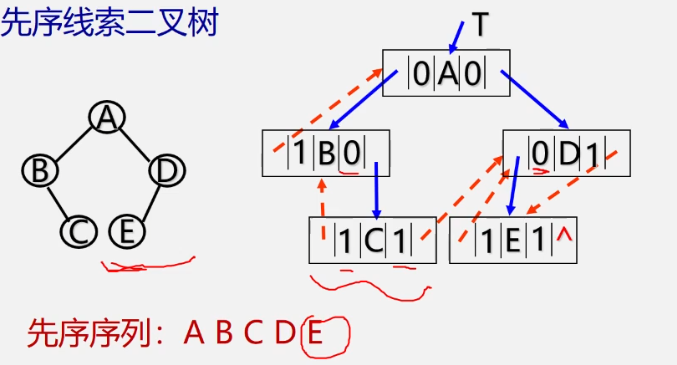 先序线索二叉树
T
0 A 0
A
1 B 0
0 D 1
B
D
1 C 1
1 E 1 ^
C
E
先序序列：A B C D E